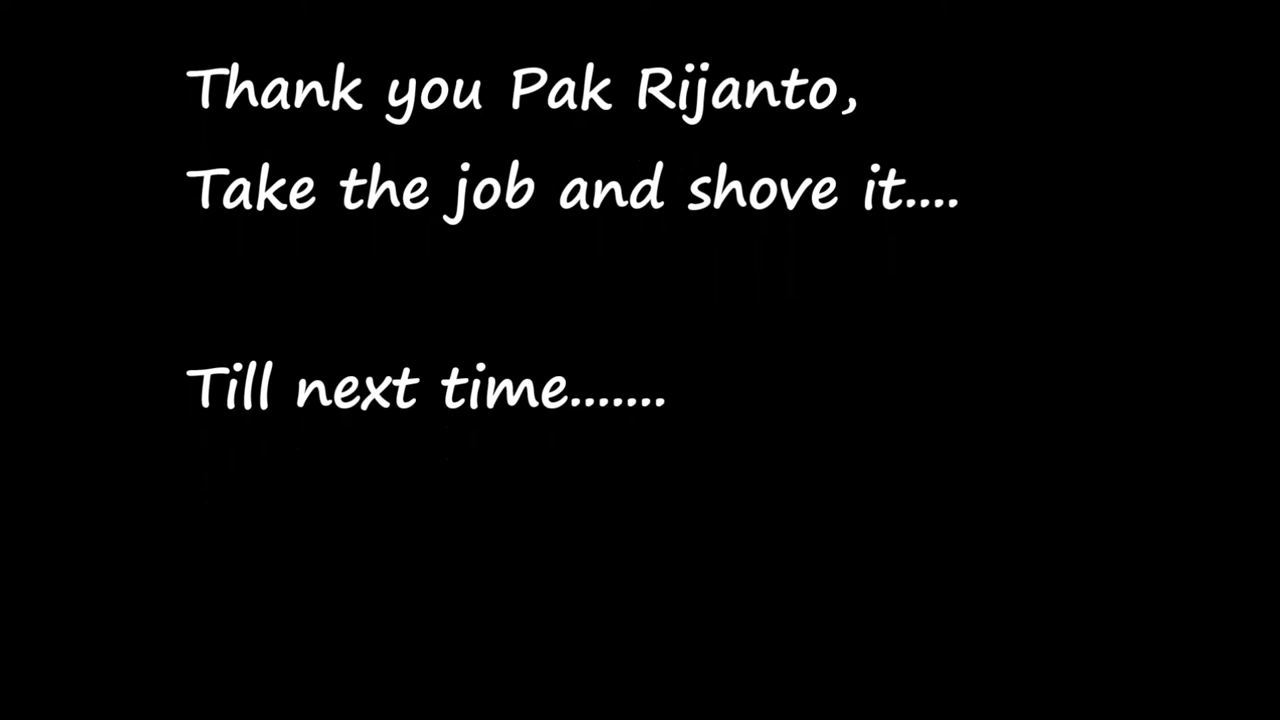 Thank you Pak Rijanto,
Take the job and shove it....
Till next time.......